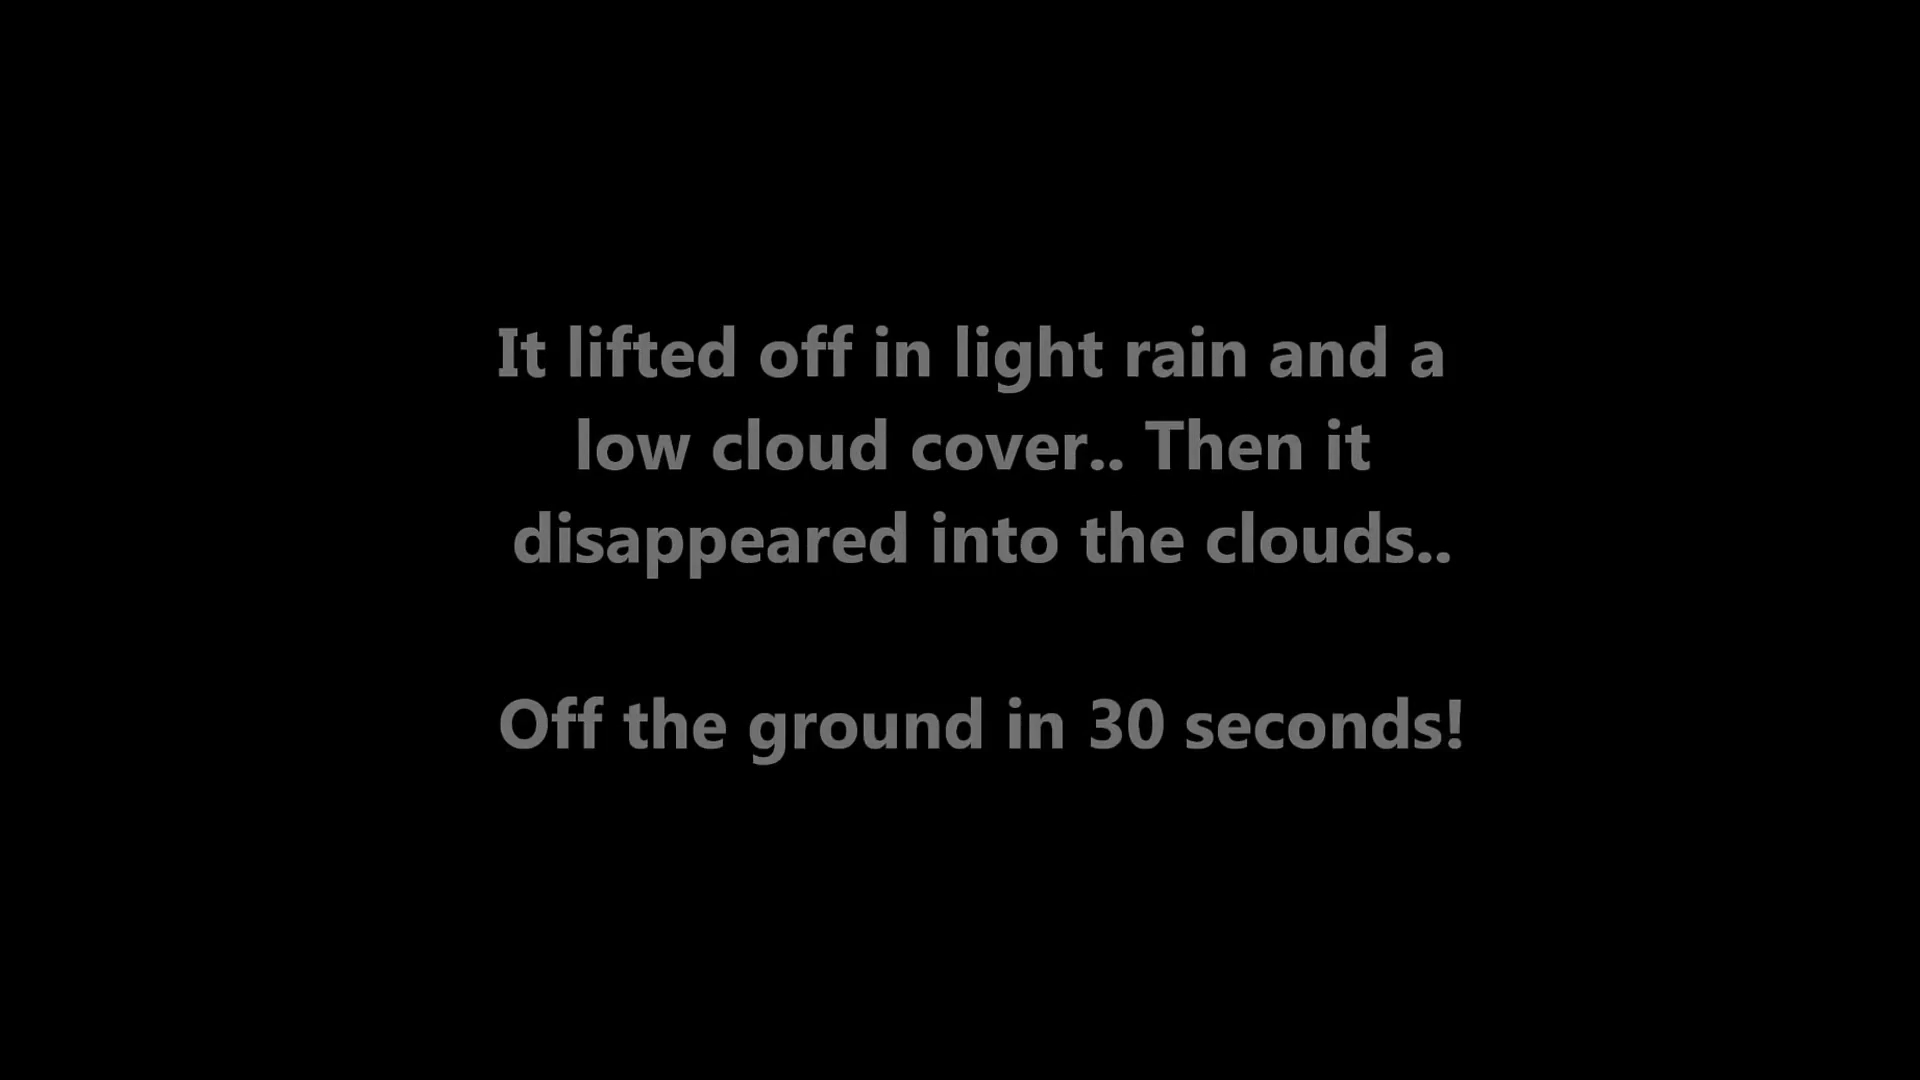 It lifted off in light rain and a
low cloud cover.. Then it
disappeared into the clouds..
Off the ground in 30 seconds!